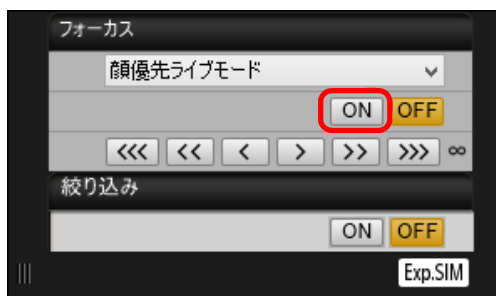 フォーカス
顔優先ライブモード
ON OFF
<<< << < > >> >>> ∞
絞り込み
ON OFF
Exp.SIM